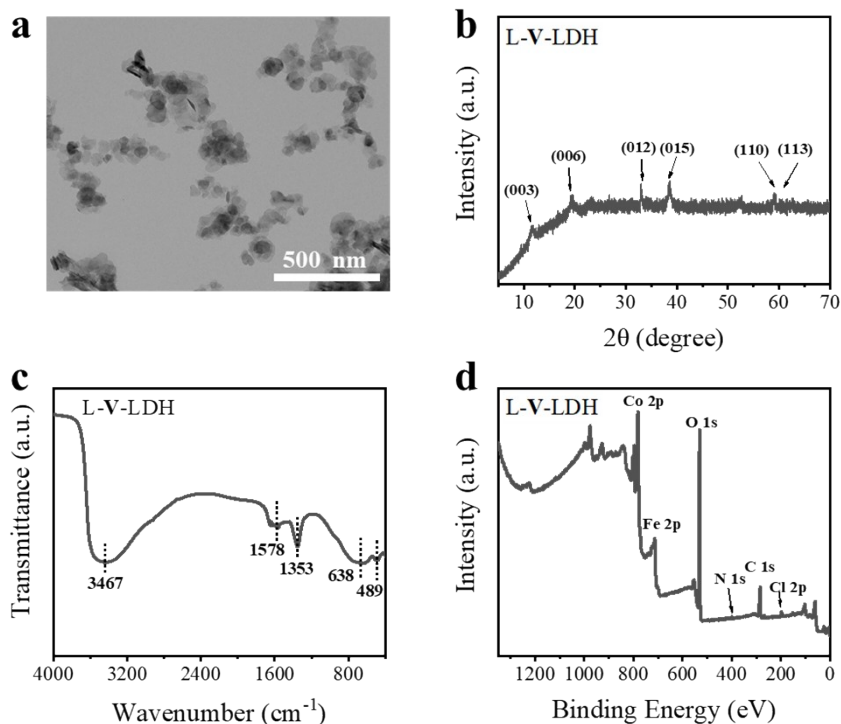 a
500 nm
b
L-V-LDH
(003)
(006)
(012)
(015)
(110)
(113)
Intensity (a.u.)
10 20 30 40 50 60 70
2θ (degree)
c
L-V-LDH
3467
1578
1353
638
489
Transmittance (a.u.)
4000 3200 2400 1600 800
Wavenumber (cm-1)
d
L-V-LDH
Co 2p
O 1s
Fe 2p
N 1s
C 1s
Cl 2p
Intensity (a.u.)
1200 1000 800 600 400 200 0
Binding Energy (eV)